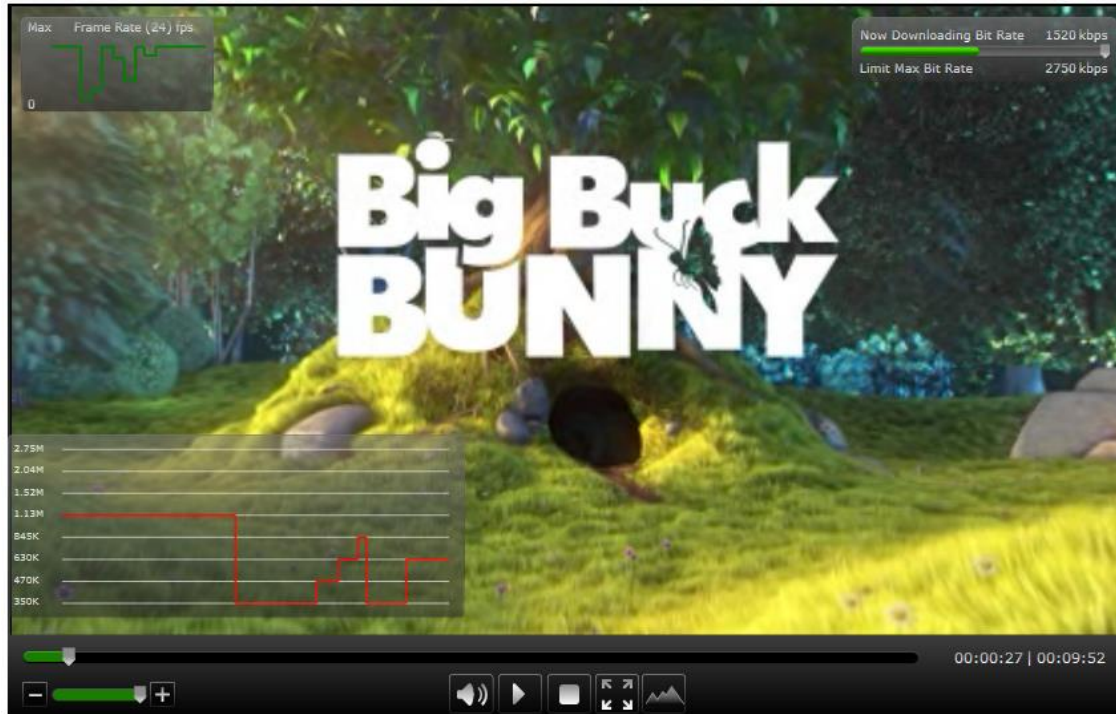 Max Frame Rate (24) fps
0
Now Downloading Bit Rate 1520 kbps
Limit Max Bit Rate 2750 kbps
Big Buck
BUNNY
2.75M
2.04M
1.52M
1.13M
845K
630K
470K
350K
00:00:27 | 00:09:52